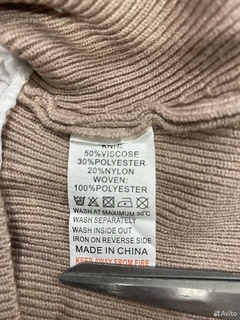 KNIT:
50%VISCOSE
30%POLYESTER
20%NYLON
WOVEN:
100%POLYESTER
WASH AT MAXIMUM 30°C
WASH SEPARATELY
WASH INSIDE OUT
IRON ON REVERSE SIDE
MADE IN CHINA
KEEP AWAY FROM FIRE
Avito